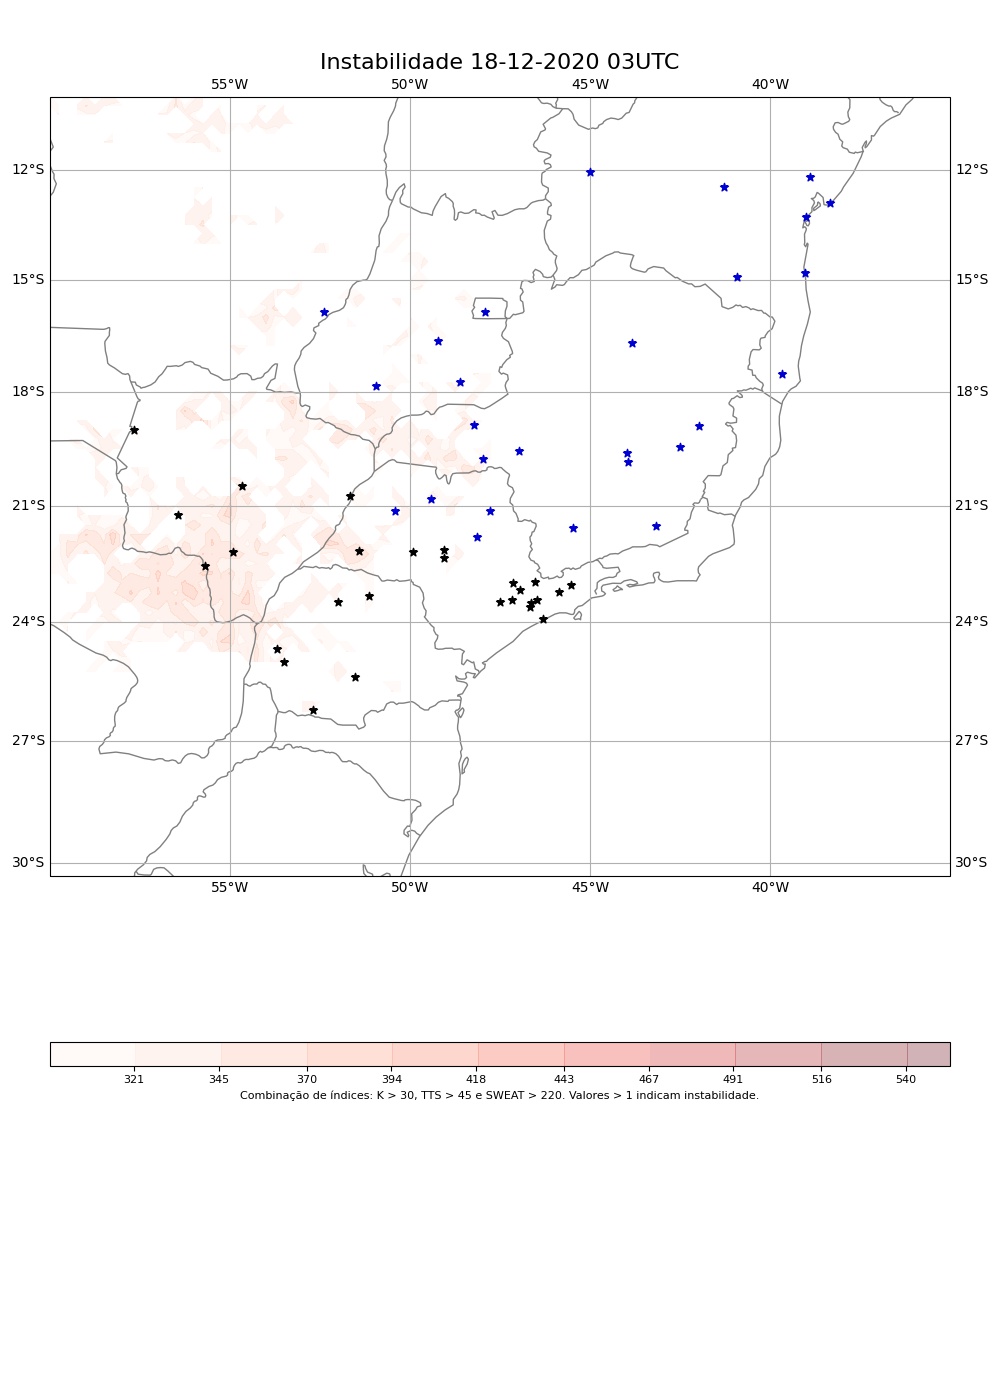 Instabilidade 18-12-2020 03UTC
55°W 50°W 45°W 40°W
12°S 12°S
15°S 15°S
18°S 18°S
21°S 21°S
24°S 24°S
27°S 27°S
30°S 30°S
55°W 50°W 45°W 40°W
321 345 370 394 418 443 467 491 516 540
Combinação de índices: K > 30, TTS > 45 e SWEAT > 220. Valores > 1 indicam instabilidade.